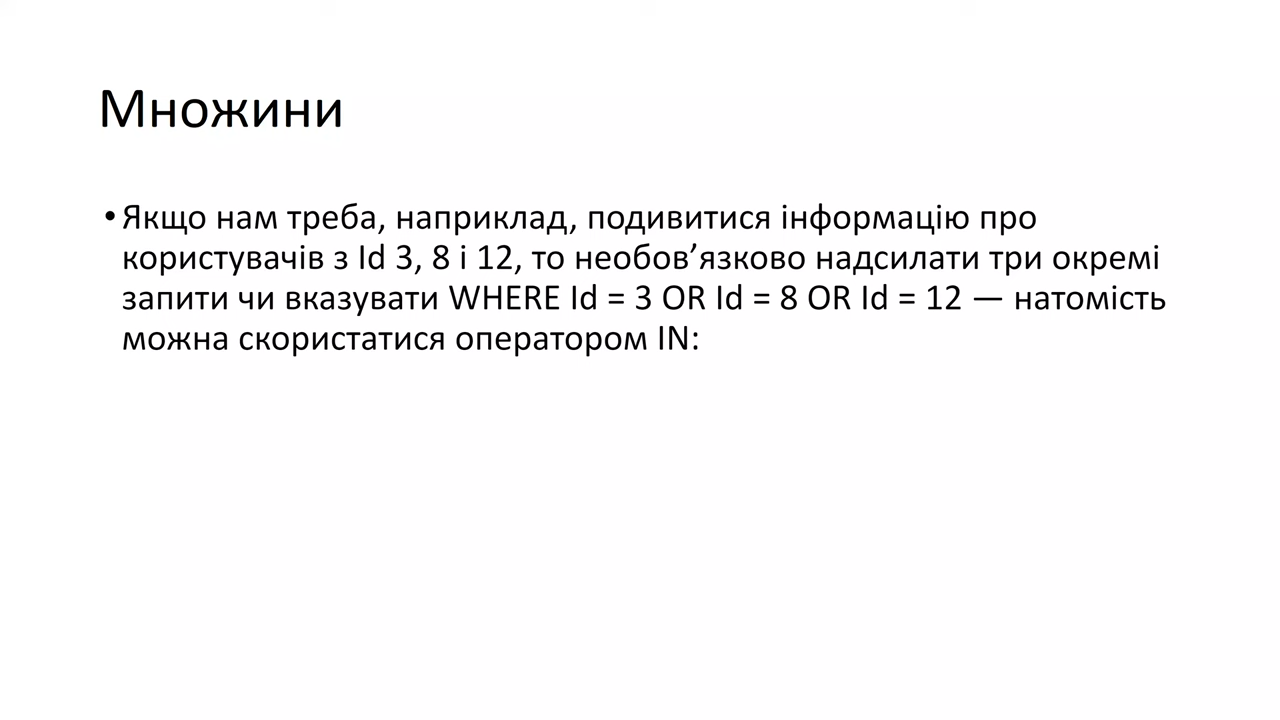 Множини
•Якщо нам треба, наприклад, подивитися інформацію про
користувачів з Id 3, 8 і 12, то необов’язково надсилати три окремі
запити чи вказувати WHERE Id = 3 OR Id = 8 OR Id = 12 — натомість
можна скористатися оператором IN: